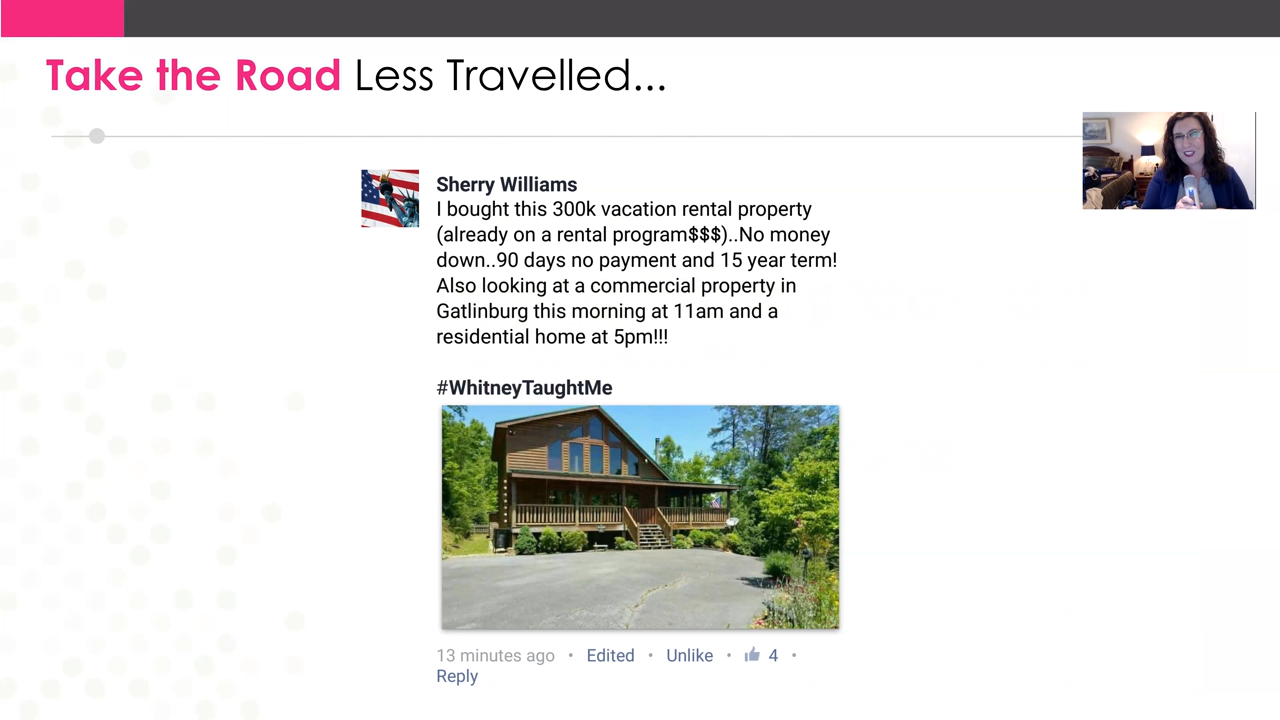 Take the Road Less Travelled...
Sherry Williams
I bought this 300k vacation rental property
(already on a rental program$$$)..No money
down..90 days no payment and 15 year term!
Also looking at a commercial property in
Gatlinburg this morning at 11am and a
residential home at 5pm!!!
#WhitneyTaughtMe
13 minutes ago • Edited • Unlike • 4 •
Reply